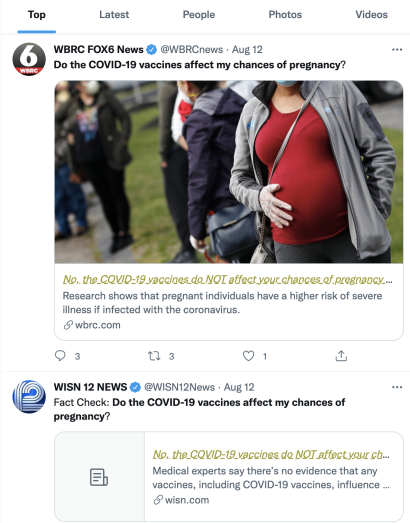 Top Latest People Photos Videos
6
WBRC
WBRC FOX6 News @WBRCnews · Aug 12
Do the COVID-19 vaccines affect my chances of pregnancy?
No, the COVID-19 vaccines do NOT affect your chances of pregnancy...
Research shows that pregnant individuals have a higher risk of severe
illness if infected with the coronavirus.
wbrc.com
3 3 1
WISN 12 NEWS @WISN12News · Aug 12
Fact Check: Do the COVID-19 vaccines affect my chances of
pregnancy?
No, the COVID-19 vaccines do NOT affect your ch...
Medical experts say there's no evidence that any
vaccines, including COVID-19 vaccines, influence ...
wisn.com